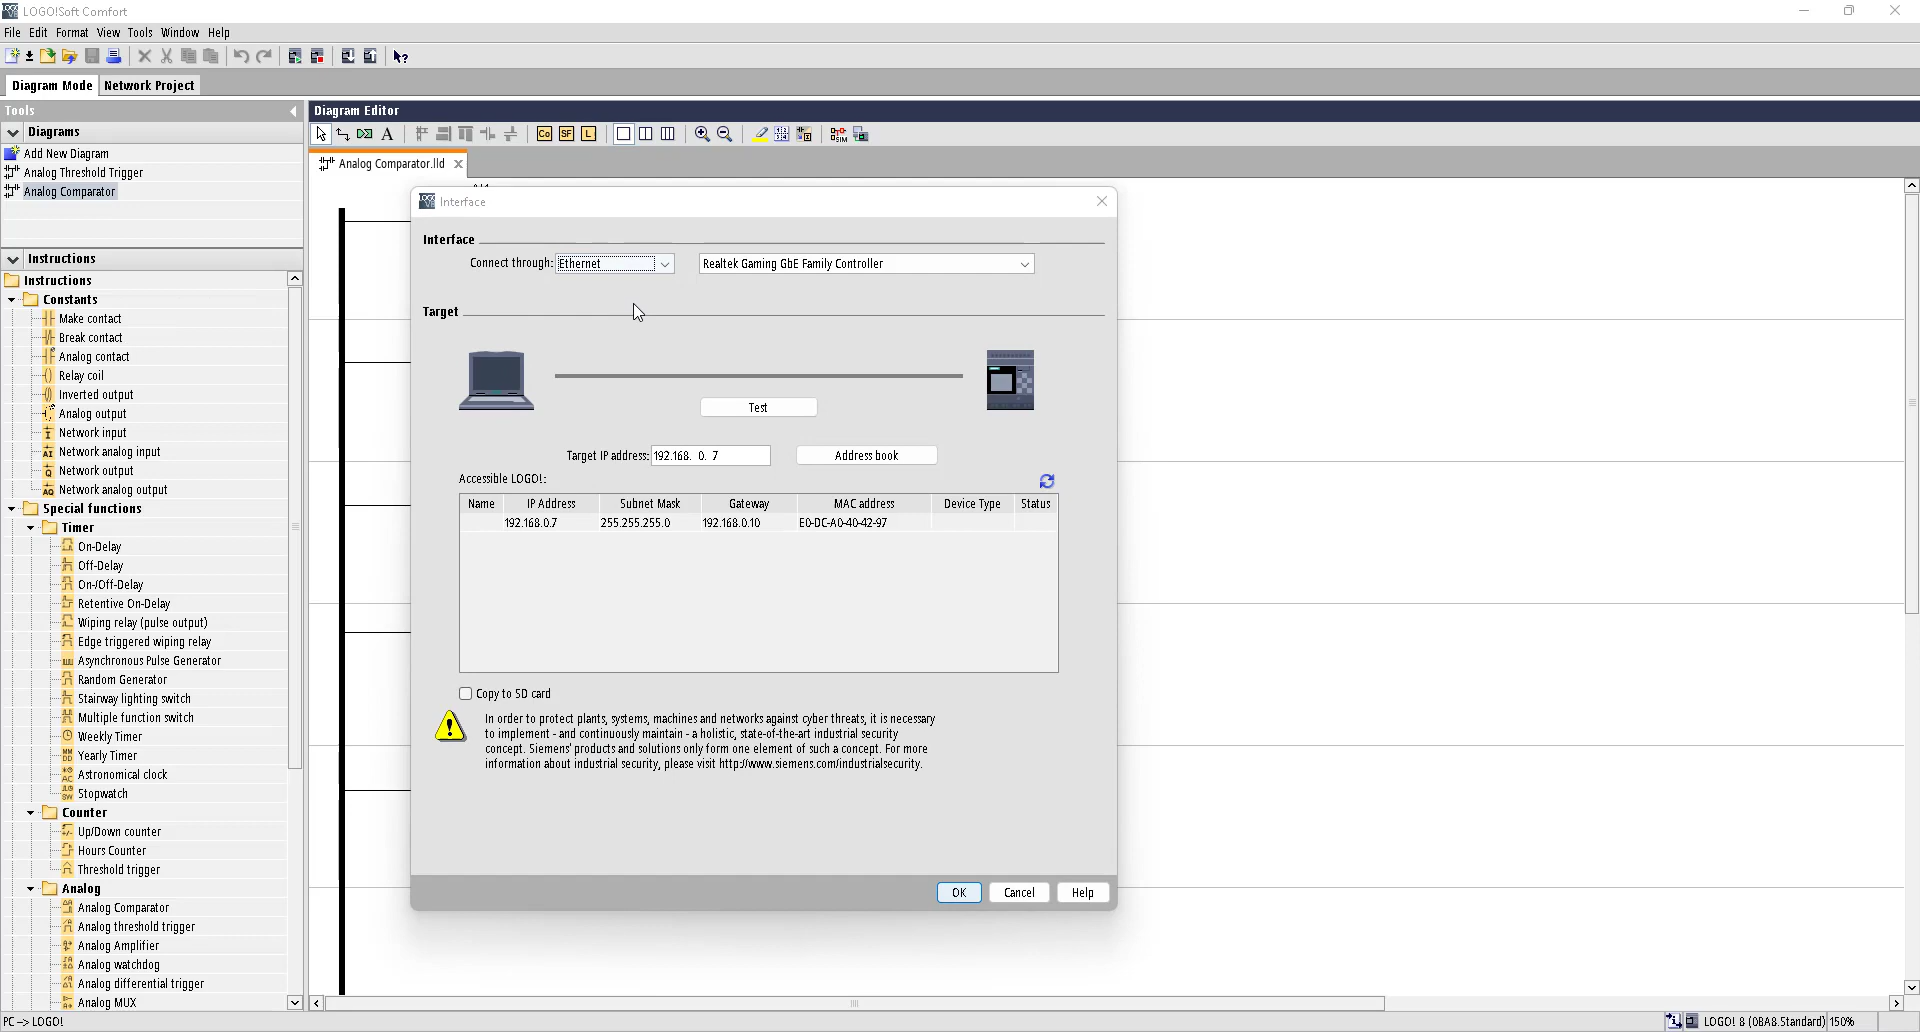 LOGO!Soft Comfort
File Edit Format View Tools Window Help
Diagram Mode Network Project
Tools
Diagrams
Add New Diagram
Analog Threshold Trigger
Analog Comparator
Instructions
Instructions
Constants
Make contact
Break contact
Analog contact
Relay coil
Inverted output
Analog output
Network input
Network analog input
Network output
Network analog output
Special functions
Timer
On-Delay
Off-Delay
On-/Off-Delay
Retentive On-Delay
Wiping relay (pulse output)
Edge triggered wiping relay
Asynchronous Pulse Generator
Random Generator
Stairway lighting switch
Multiple function switch
Weekly Timer
Yearly Timer
Astronomical clock
Stopwatch
Counter
Up/Down counter
Hours Counter
Threshold trigger
Analog
Analog Comparator
Analog threshold trigger
Analog Amplifier
Analog watchdog
Analog differential trigger
Analog MUX
Diagram Editor
A Co SF L SIM
Analog Comparator.lld
Interface
Interface
Connect through: Ethernet Realtek Gaming GbE Family Controller
Target
Test
Target IP address: 192.168. 0. 7 Address book
Accessible LOGO!:
Name IP Address Subnet Mask Gateway MAC address Device Type Status
192.168.0.7 255.255.255.0 192.168.0.10 E0-DC-A0-40-42-97
Copy to SD card
In order to protect plants, systems, machines and networks against cyber threats, it is necessary
to implement - and continuously maintain - a holistic, state-of-the-art industrial security
concept. Siemens' products and solutions only form one element of such a concept. For more
information about industrial security, please visit http://www.siemens.com/industrialsecurity.
OK Cancel Help
PC -> LOGO! LOGO! 8 (0BA8.Standard) 150%